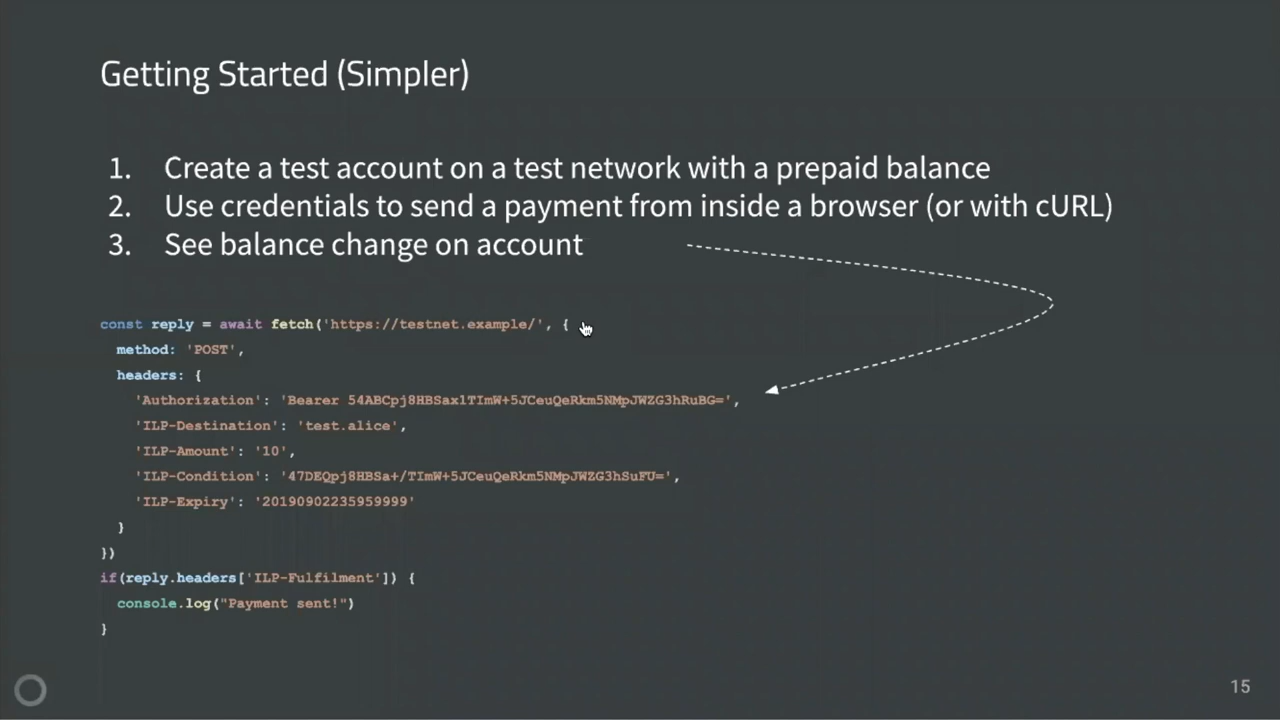 Getting Started (Simpler)
1. Create a test account on a test network with a prepaid balance
2. Use credentials to send a payment from inside a browser (or with cURL)
3. See balance change on account
const reply = await fetch('https://testnet.example/', {
method: 'POST',
headers: {
'Authorization': 'Bearer 54ABCpj8HBSax1TImW+5JCeuQeRkm5NMpJWZG3hRuBG=',
'ILP-Destination': 'test.alice',
'ILP-Amount': '10',
'ILP-Condition': '47DEQpj8HBSa+/TImW+5JCeuQeRkm5NMpJWZG3hSuFU=',
'ILP-Expiry': '20190902235959999'
}
})
if(reply.headers['ILP-Fulfilment']) {
console.log("Payment sent!")
}
15